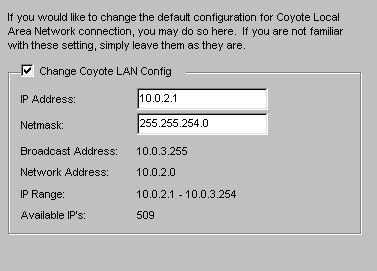 If you would like to change the default configuration for Coyote Local
Area Network connection, you may do so here. If you are not familiar
with these setting, simply leave them as they are.
Change Coyote LAN Config
IP Address: 10.0.2.1
Netmask: 255.255.254.0
Broadcast Address: 10.0.3.255
Network Address: 10.0.2.0
IP Range: 10.0.2.1 - 10.0.3.254
Available IP's: 509